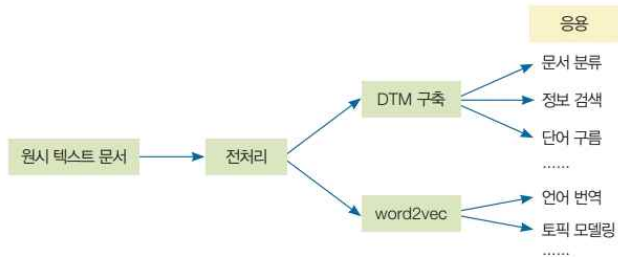 응용
문서 분류
DTM 구축
정보 검색
단어 구름
......
원시 텍스트 문서
전처리
언어 번역
word2vec
토픽 모델링
......